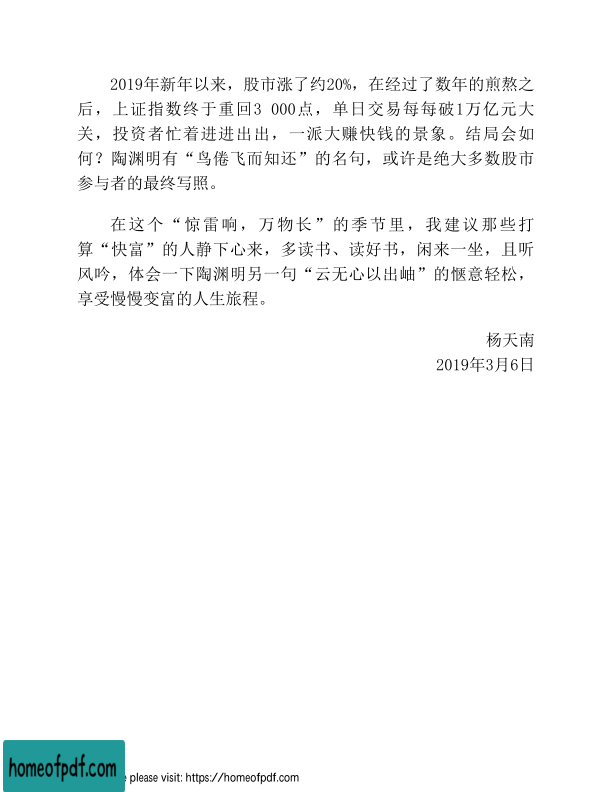 2019年新年以来，股市涨了约20%，在经过了数年的煎熬之
后，上证指数终于重回3 000点，单日交易每每破1万亿元大
关，投资者忙着进进出出，一派大赚快钱的景象。结局会如
何？陶渊明有“鸟倦飞而知还”的名句，或许是绝大多数股市
参与者的最终写照。
在这个“惊雷响，万物长”的季节里，我建议那些打
算“快富”的人静下心来，多读书、读好书，闲来一坐，且听
风吟，体会一下陶渊明另一句“云无心以出岫”的惬意轻松，
享受慢慢变富的人生旅程。
杨天南
2019年3月6日
homeofpdf.com
e please visit: https://homeofpdf.com